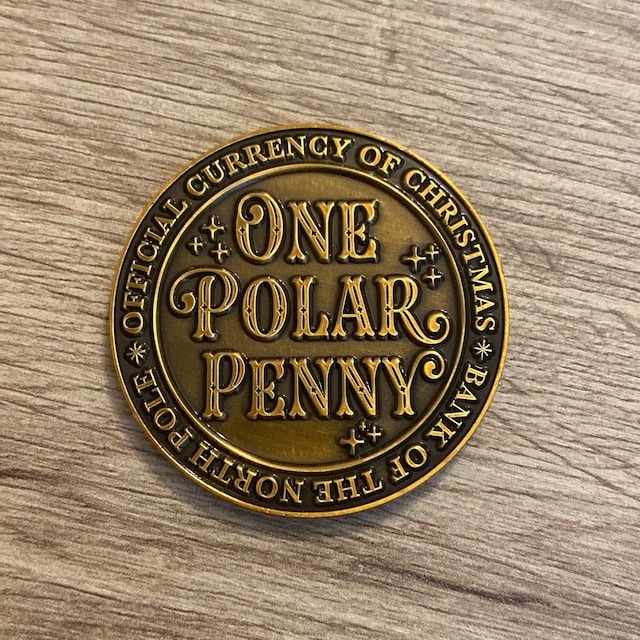 OFFICIAL CURRENCY OF CHRISTMAS
ONE
POLAR
PENNY
BANK OF THE NORTH POLE